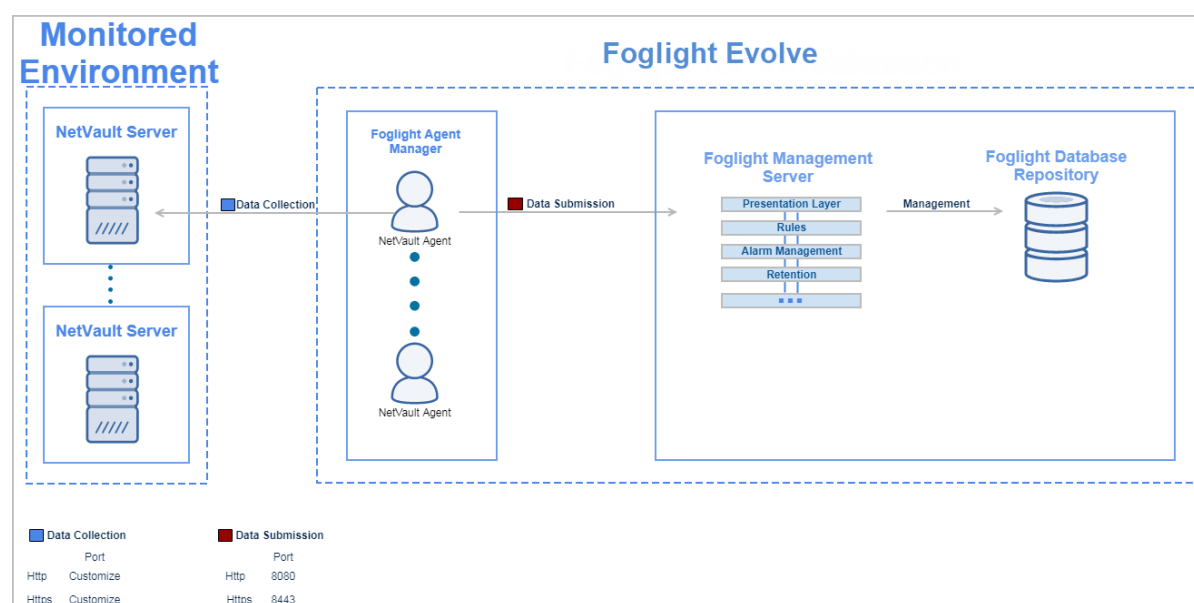 Monitored
Environment
Foglight Evolve
NetVault Server
Foglight Agent
Manager
NetVault Agent
NetVault Agent
NetVault Server
Data Collection
Data Submission
Foglight Management
Server
Presentation Layer
Rules
Alarm Management
Retention
Management
Foglight Database
Repository
Data Collection
Port
Http Customize
Https Customize
Data Submission
Port
Http 8080
Https 8443